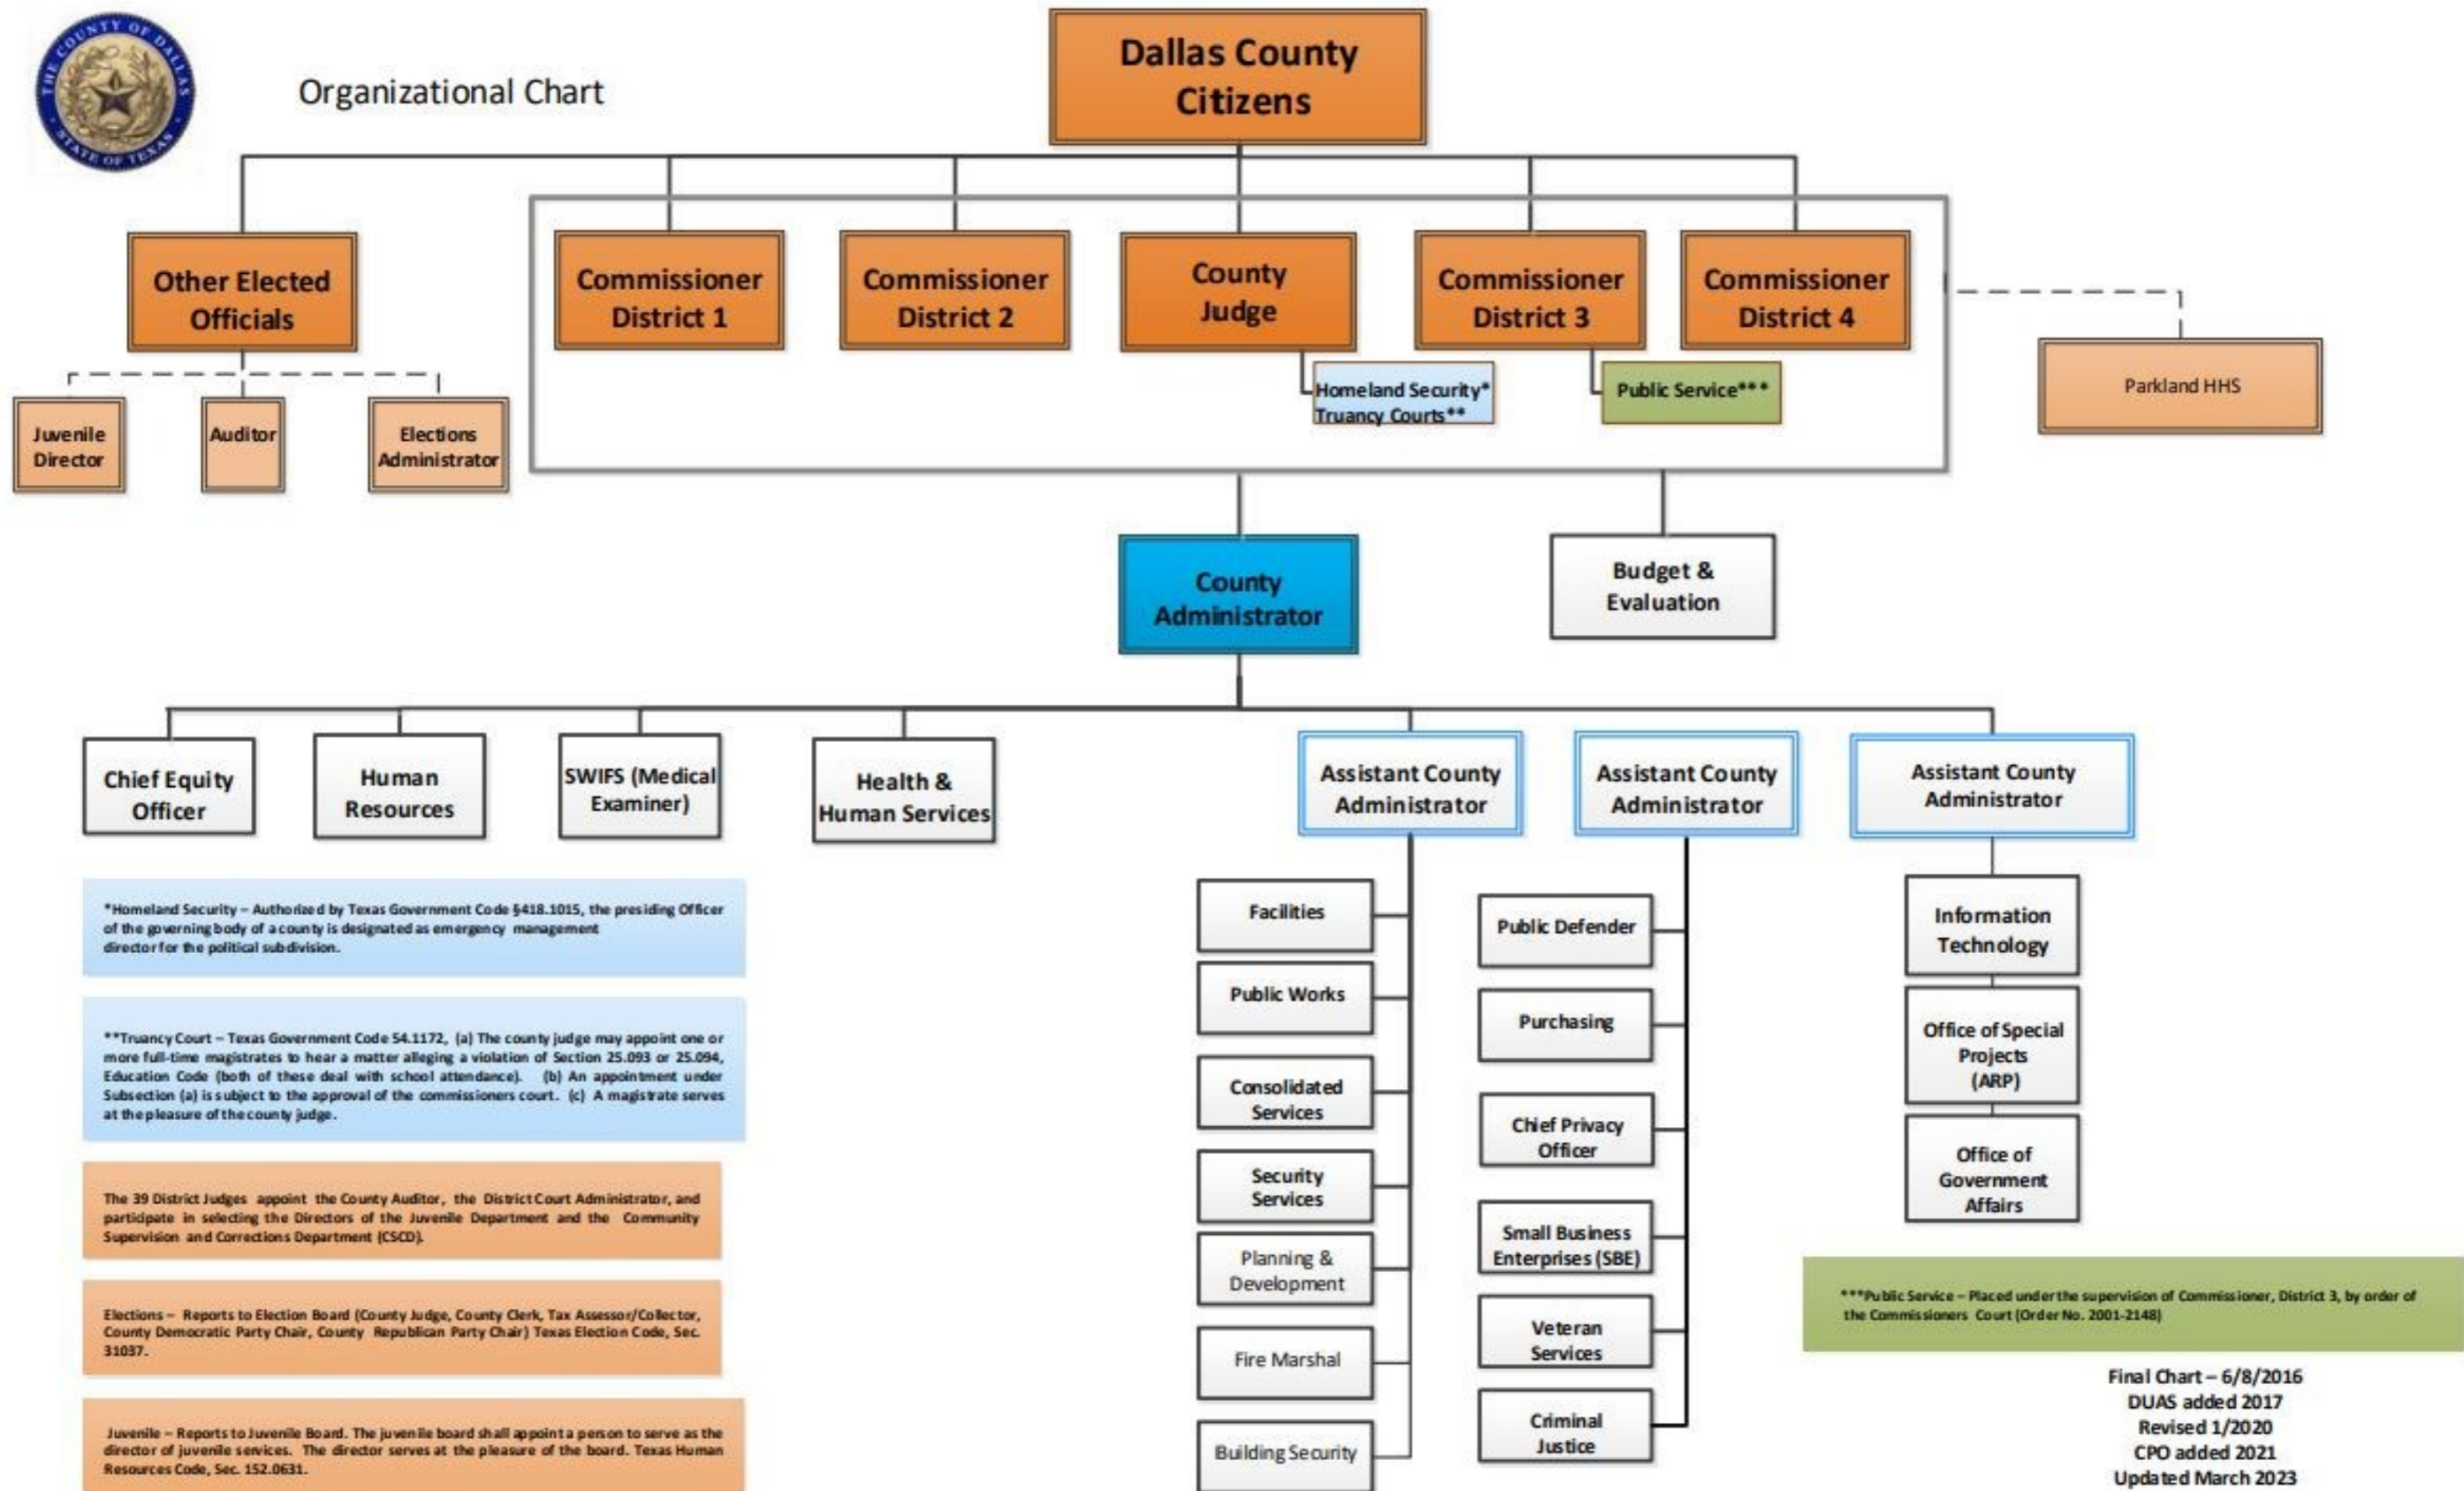 THE COUNTY OF DALLAS
STATE OF TEXAS
Organizational Chart
Dallas County
Citizens
Other Elected
Officials
Commissioner
District 1
Commissioner
District 2
County
Judge
Commissioner
District 3
Commissioner
District 4
Homeland Security*
Truancy Courts**
Public Service***
Parkland HHS
Juvenile
Director
Auditor
Elections
Administrator
County
Administrator
Budget &
Evaluation
Chief Equity
Officer
Human
Resources
SWIFS (Medical
Examiner)
Health &
Human Services
Assistant County
Administrator
Assistant County
Administrator
Assistant County
Administrator
*Homeland Security – Authorized by Texas Government Code §418.1015, the presiding Officer
of the governing body of a county is designated as emergency management
director for the political subdivision.
**Truancy Court – Texas Government Code 54.1172, (a) The county judge may appoint one or
more full-time magistrates to hear a matter alleging a violation of Section 25.093 or 25.094,
Education Code (both of these deal with school attendance). (b) An appointment under
Subsection (a) is subject to the approval of the commissioners court. (c) A magistrate serves
at the pleasure of the county judge.
The 39 District Judges appoint the County Auditor, the District Court Administrator, and
participate in selecting the Directors of the Juvenile Department and the Community
Supervision and Corrections Department (CSCD).
Elections – Reports to Election Board (County Judge, County Clerk, Tax Assessor/Collector,
County Democratic Party Chair, County Republican Party Chair) Texas Election Code, Sec.
31037.
Juvenile – Reports to Juvenile Board. The juvenile board shall appoint a person to serve as the
director of juvenile services. The director serves at the pleasure of the board. Texas Human
Resources Code, Sec. 152.0631.
Facilities
Public Works
Consolidated
Services
Security
Services
Planning &
Development
Fire Marshal
Building Security
Public Defender
Purchasing
Chief Privacy
Officer
Small Business
Enterprises (SBE)
Veteran
Services
Criminal
Justice
Information
Technology
Office of Special
Projects
(ARP)
Office of
Government
Affairs
***Public Service – Placed under the supervision of Commissioner, District 3, by order of
the Commissioners Court (Order No. 2001-2148)
Final Chart – 6/8/2016
DUAS added 2017
Revised 1/2020
CPO added 2021
Updated March 2023